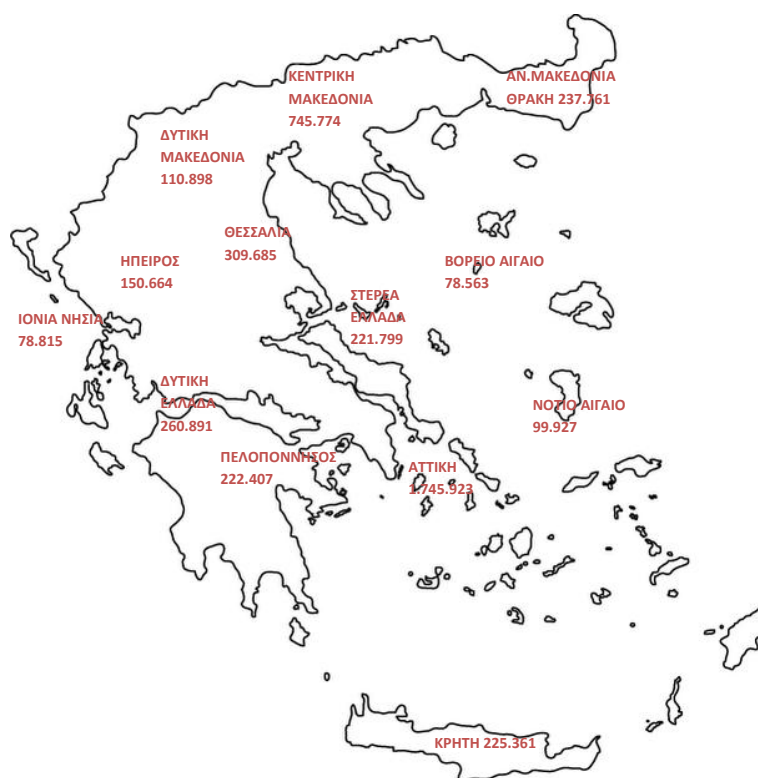 ΚΕΝΤΡΙΚΗ
ΜΑΚΕΔΟΝΙΑ
745.774
ΑΝ.ΜΑΚΕΔΟΝΙΑ
ΘΡΑΚΗ 237.761
ΔΥΤΙΚΗ
ΜΑΚΕΔΟΝΙΑ
110.898
ΘΕΣΣΑΛΙΑ
309.685
ΗΠΕΙΡΟΣ
150.664
ΒΟΡΕΙΟ ΑΙΓΑΙΟ
78.563
ΣΤΕΡΕΑ
ΕΛΛΑΔΑ
221.799
ΙΟΝΙΑ ΝΗΣΙΑ
78.815
ΔΥΤΙΚΗ
ΕΛΛΑΔΑ
260.891
ΝΟΤΙΟ ΑΙΓΑΙΟ
99.927
ΠΕΛΟΠΟΝΝΗΣΟΣ
222.407
ΑΤΤΙΚΗ
1.745.923
ΚΡΗΤΗ 225.361